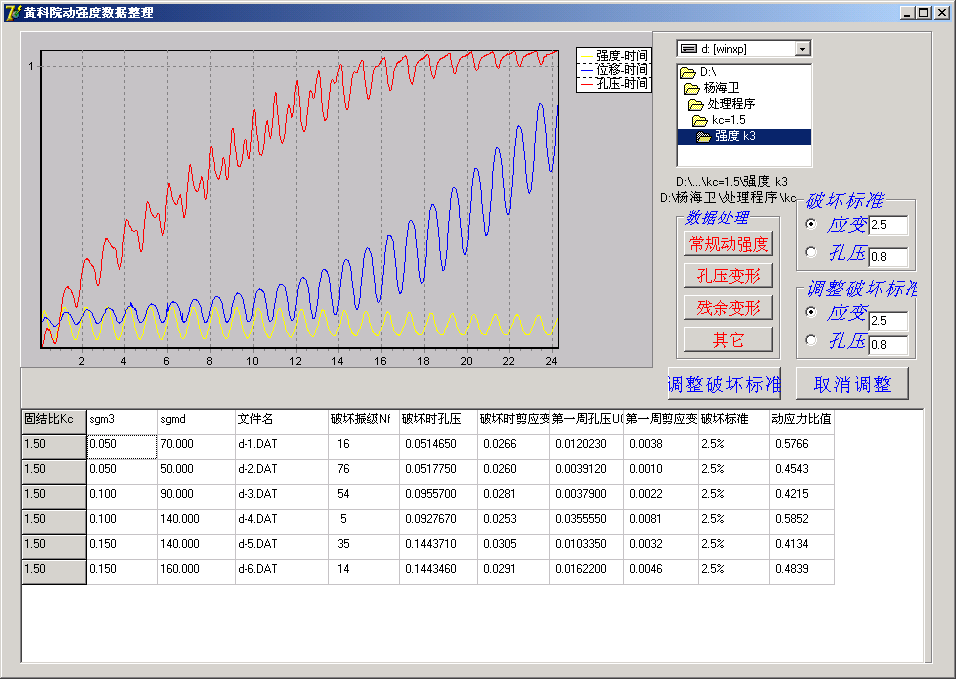 黄科院动强度数据整理
1
2 4 6 8 10 12 14 16 18 20 22 24
强度-时间
位移-时间
孔压-时间
d: [winxp]
D:\
杨海卫
处理程序
kc=1.5
强度 k3
D:\...\kc=1.5\强度 k3
D:\杨海卫\处理程序\kc
数据处理
常规动强度
孔压变形
残余变形
其它
破坏标准
应变 2.5
孔压 0.8
调整破坏标准
应变 2.5
孔压 0.8
调整破坏标准
取消调整
固结比Kc sgm3 sgmd 文件名 破坏振级Nf 破坏时孔压 破坏时剪应变 第一周孔压U( 第一周剪应变 破坏标准 动应力比值
1.50 0.050 70.000 d-1.DAT 16 0.0514650 0.0266 0.0120230 0.0038 2.5% 0.5766
1.50 0.050 50.000 d-2.DAT 76 0.0517750 0.0260 0.0039120 0.0010 2.5% 0.4543
1.50 0.100 90.000 d-3.DAT 54 0.0955700 0.0281 0.0037900 0.0022 2.5% 0.4215
1.50 0.100 140.000 d-4.DAT 5 0.0927670 0.0253 0.0355550 0.0081 2.5% 0.5852
1.50 0.150 140.000 d-5.DAT 35 0.1443710 0.0305 0.0103350 0.0032 2.5% 0.4134
1.50 0.150 160.000 d-6.DAT 14 0.1443460 0.0291 0.0162200 0.0046 2.5% 0.4839